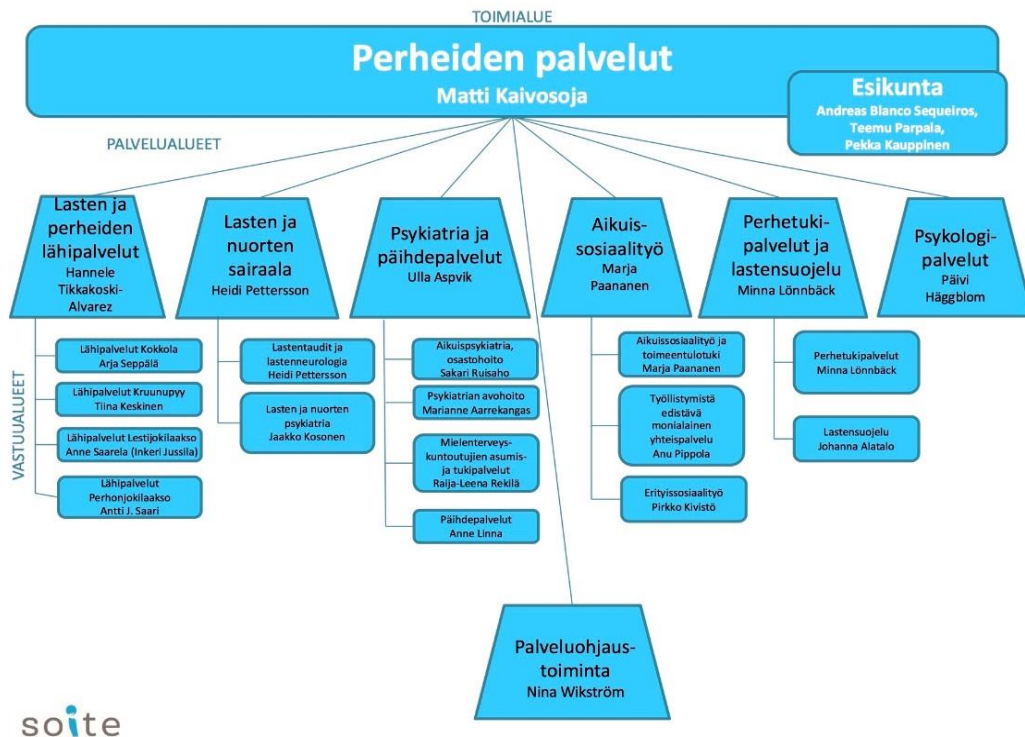 TOIMIALUE
Perheiden palvelut
Matti Kaivosoja
Esikunta
Andreas Blanco Sequeiros,
Teemu Parpala,
Pekka Kauppinen
PALVELUALUEET
Lasten ja
perheiden
lähipalvelut
Hannele
Tikkakoski-
Alvarez
Lasten ja
nuorten
sairaala
Heidi Pettersson
Psykiatria ja
päihdepalvelut
Ulla Aspvik
Aikuis-
sosiaalityö
Marja
Paananen
Perhetuki-
palvelut ja
lastensuojelu
Minna Lönnbäck
Psykologi-
palvelut
Päivi
Häggblom
VASTUUALUEET
Lähipalvelut Kokkola
Arja Seppälä
Lähipalvelut Kruunupyy
Tiina Keskinen
Lähipalvelut Lestijokilaakso
Anne Saarela (Inkeri Jussila)
Lähipalvelut
Perhonjokilaakso
Antti J. Saari
Lastentaudit ja
lastenneurologia
Heidi Pettersson
Lasten ja nuorten
psykiatria
Jaakko Kosonen
Aikuispsykiatria,
osastohoito
Sakari Ruisaho
Psykiatrian avohoito
Marianne Aarrekangas
Mielenterveys-
kuntoutujien asumis-
ja tukipalvelut
Raija-Leena Rekilä
Päihdepalvelut
Anne Linna
Aikuissosiaalityö ja
toimeentulotuki
Marja Paananen
Työllistymistä
edistävä
monialainen
yhteispalvelu
Anu Pippola
Erityissosiaalityö
Pirkko Kivistö
Perhetukipalvelut
Minna Lönnbäck
Lastensuojelu
Johanna Alatalo
Palveluohjaus-
toiminta
Nina Wikström
soite